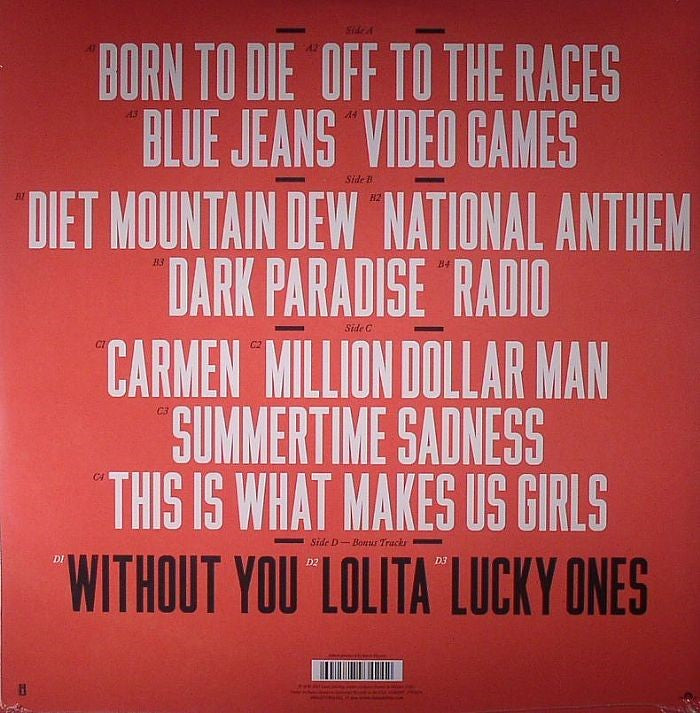 Side A
A1 BORN TO DIE A2 OFF TO THE RACES
A3 BLUE JEANS A4 VIDEO GAMES
Side B
B1 DIET MOUNTAIN DEW B2 NATIONAL ANTHEM
B3 DARK PARADISE B4 RADIO
Side C
C1 CARMEN C2 MILLION DOLLAR MAN
C3 SUMMERTIME SADNESS
C4 THIS IS WHAT MAKES US GIRLS
Side D — Bonus Tracks
D1 WITHOUT YOU D2 LOLITA D3 LUCKY ONES